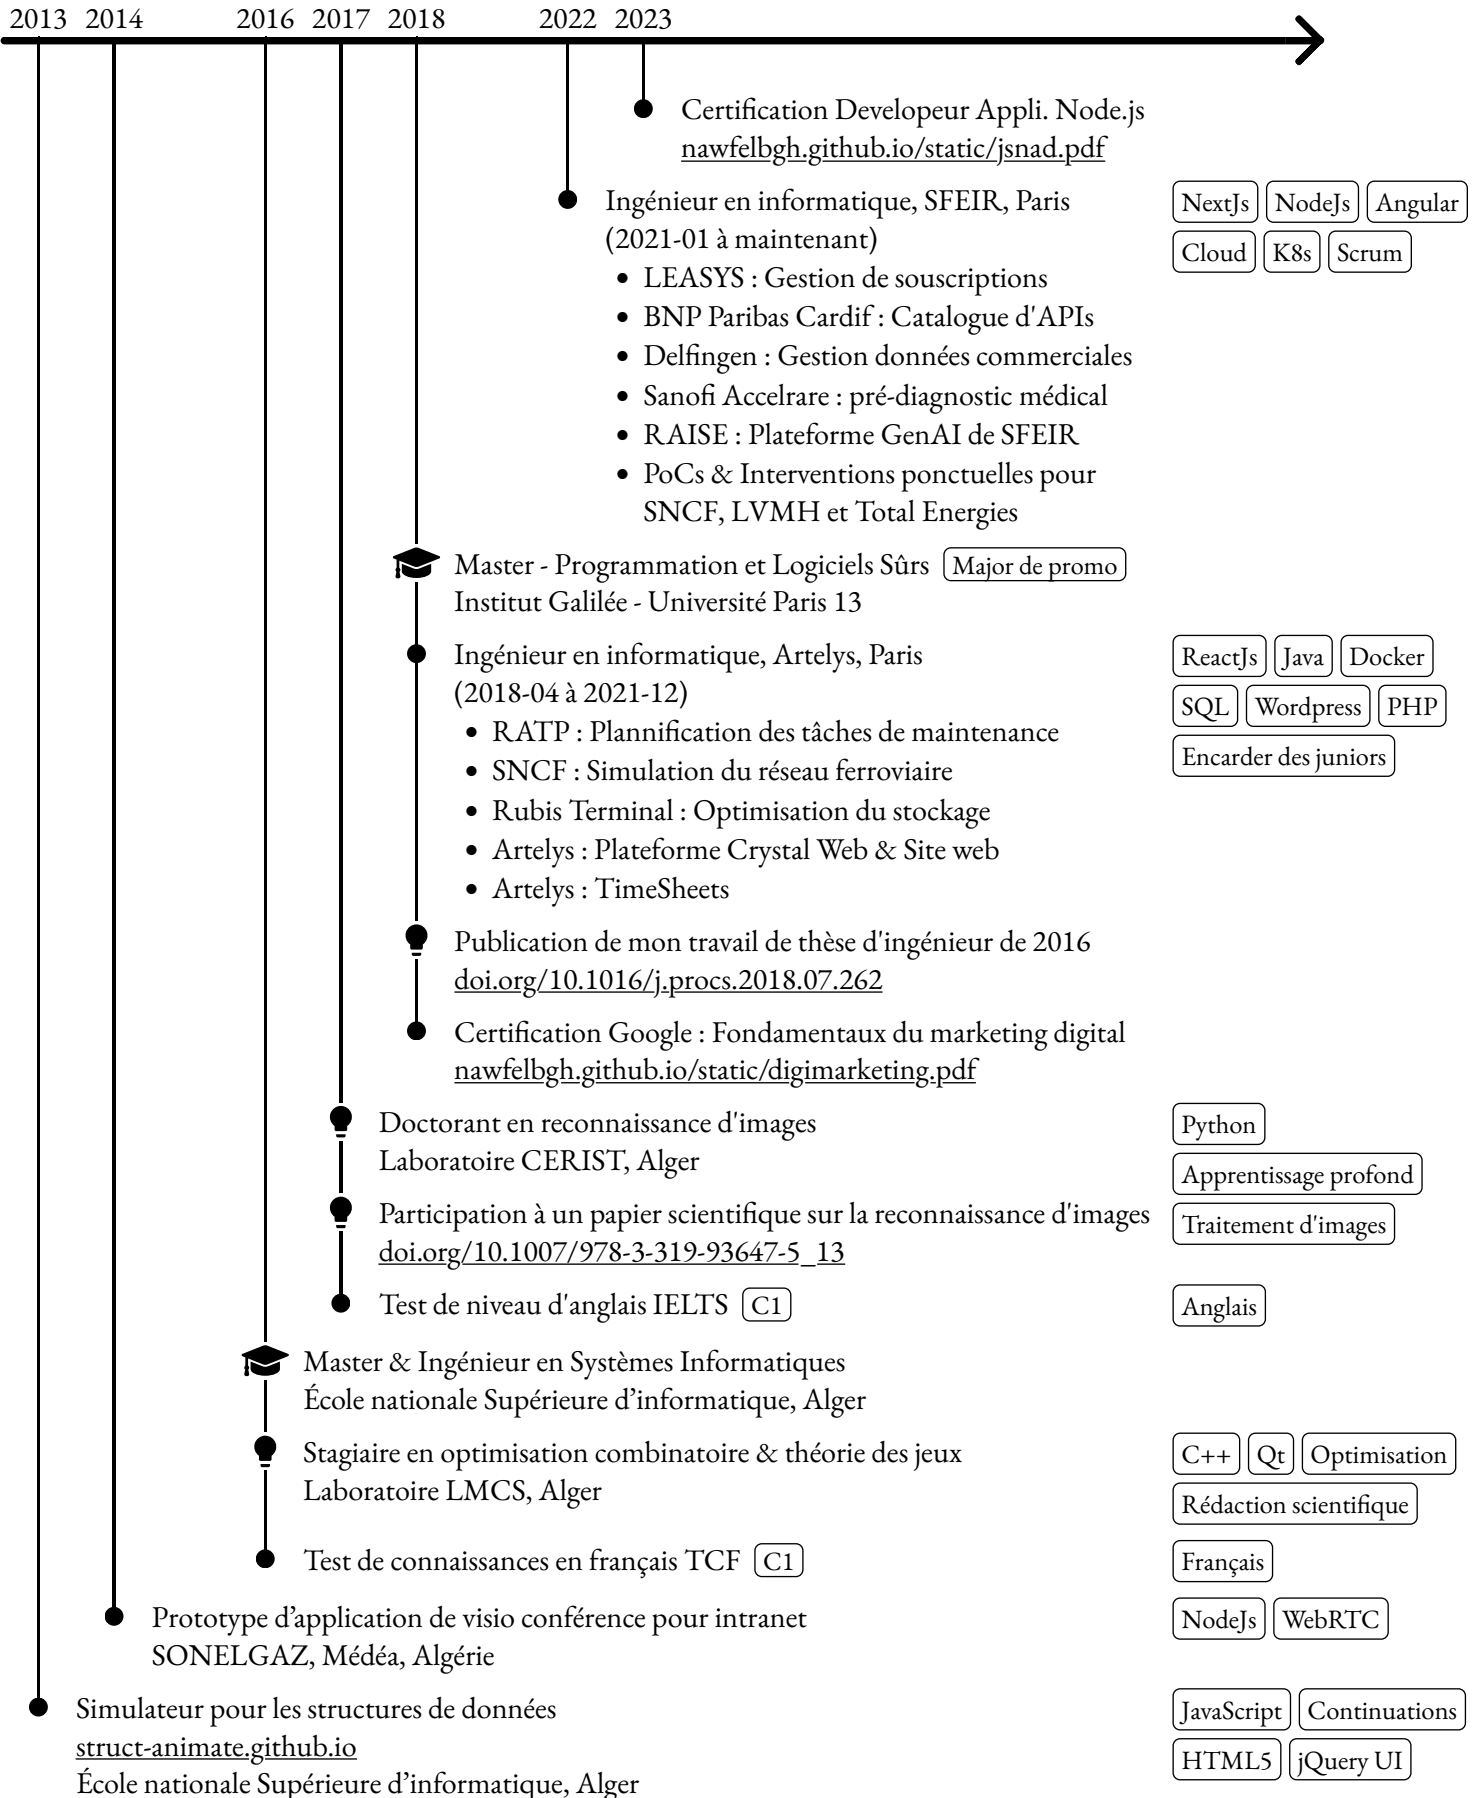 2013 2014 2016 2017 2018 2022 2023
Certification Developeur Appli. Node.js
nawfelbgh.github.io/static/jsnad.pdf
Ingénieur en informatique, SFEIR, Paris NextJs NodeJs Angular
(2021-01 à maintenant) Cloud K8s Scrum
• LEASYS : Gestion de souscriptions
• BNP Paribas Cardif : Catalogue d'APIs
• Delfingen : Gestion données commerciales
• Sanofi Accelrare : pré-diagnostic médical
• RAISE : Plateforme GenAI de SFEIR
• PoCs & Interventions ponctuelles pour
SNCF, LVMH et Total Energies
Master - Programmation et Logiciels Sûrs Major de promo
Institut Galilée - Université Paris 13
Ingénieur en informatique, Artelys, Paris ReactJs Java Docker
(2018-04 à 2021-12) SQL Wordpress PHP
• RATP : Plannification des tâches de maintenance Encarder des juniors
• SNCF : Simulation du réseau ferroviaire
• Rubis Terminal : Optimisation du stockage
• Artelys : Plateforme Crystal Web & Site web
• Artelys : TimeSheets
Publication de mon travail de thèse d'ingénieur de 2016
doi.org/10.1016/j.procs.2018.07.262
Certification Google : Fondamentaux du marketing digital
nawfelbgh.github.io/static/digimarketing.pdf
Doctorant en reconnaissance d'images Python
Laboratoire CERIST, Alger Apprentissage profond
Participation à un papier scientifique sur la reconnaissance d'images Traitement d'images
doi.org/10.1007/978-3-319-93647-5_13
Test de niveau d'anglais IELTS C1 Anglais
Master & Ingénieur en Systèmes Informatiques
École nationale Supérieure d’informatique, Alger
Stagiaire en optimisation combinatoire & théorie des jeux C++ Qt Optimisation
Laboratoire LMCS, Alger Rédaction scientifique
Test de connaissances en français TCF C1 Français
Prototype d’application de visio conférence pour intranet NodeJs WebRTC
SONELGAZ, Médéa, Algérie
Simulateur pour les structures de données JavaScript Continuations
struct-animate.github.io HTML5 jQuery UI
École nationale Supérieure d’informatique, Alger